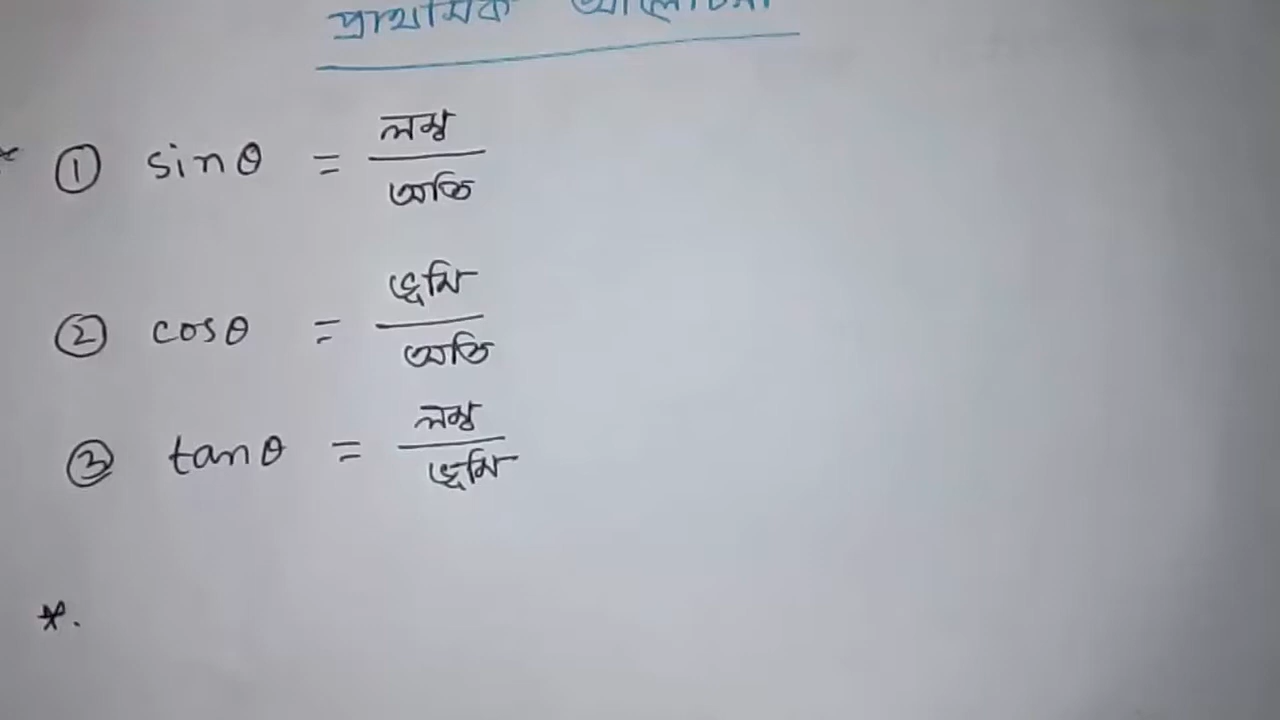 প্রাথমিক আলোচনা
* ① sinθ = লম্ব / অতি
② cosθ = ভূমি / অতি
③ tanθ = লম্ব / ভূমি
*.